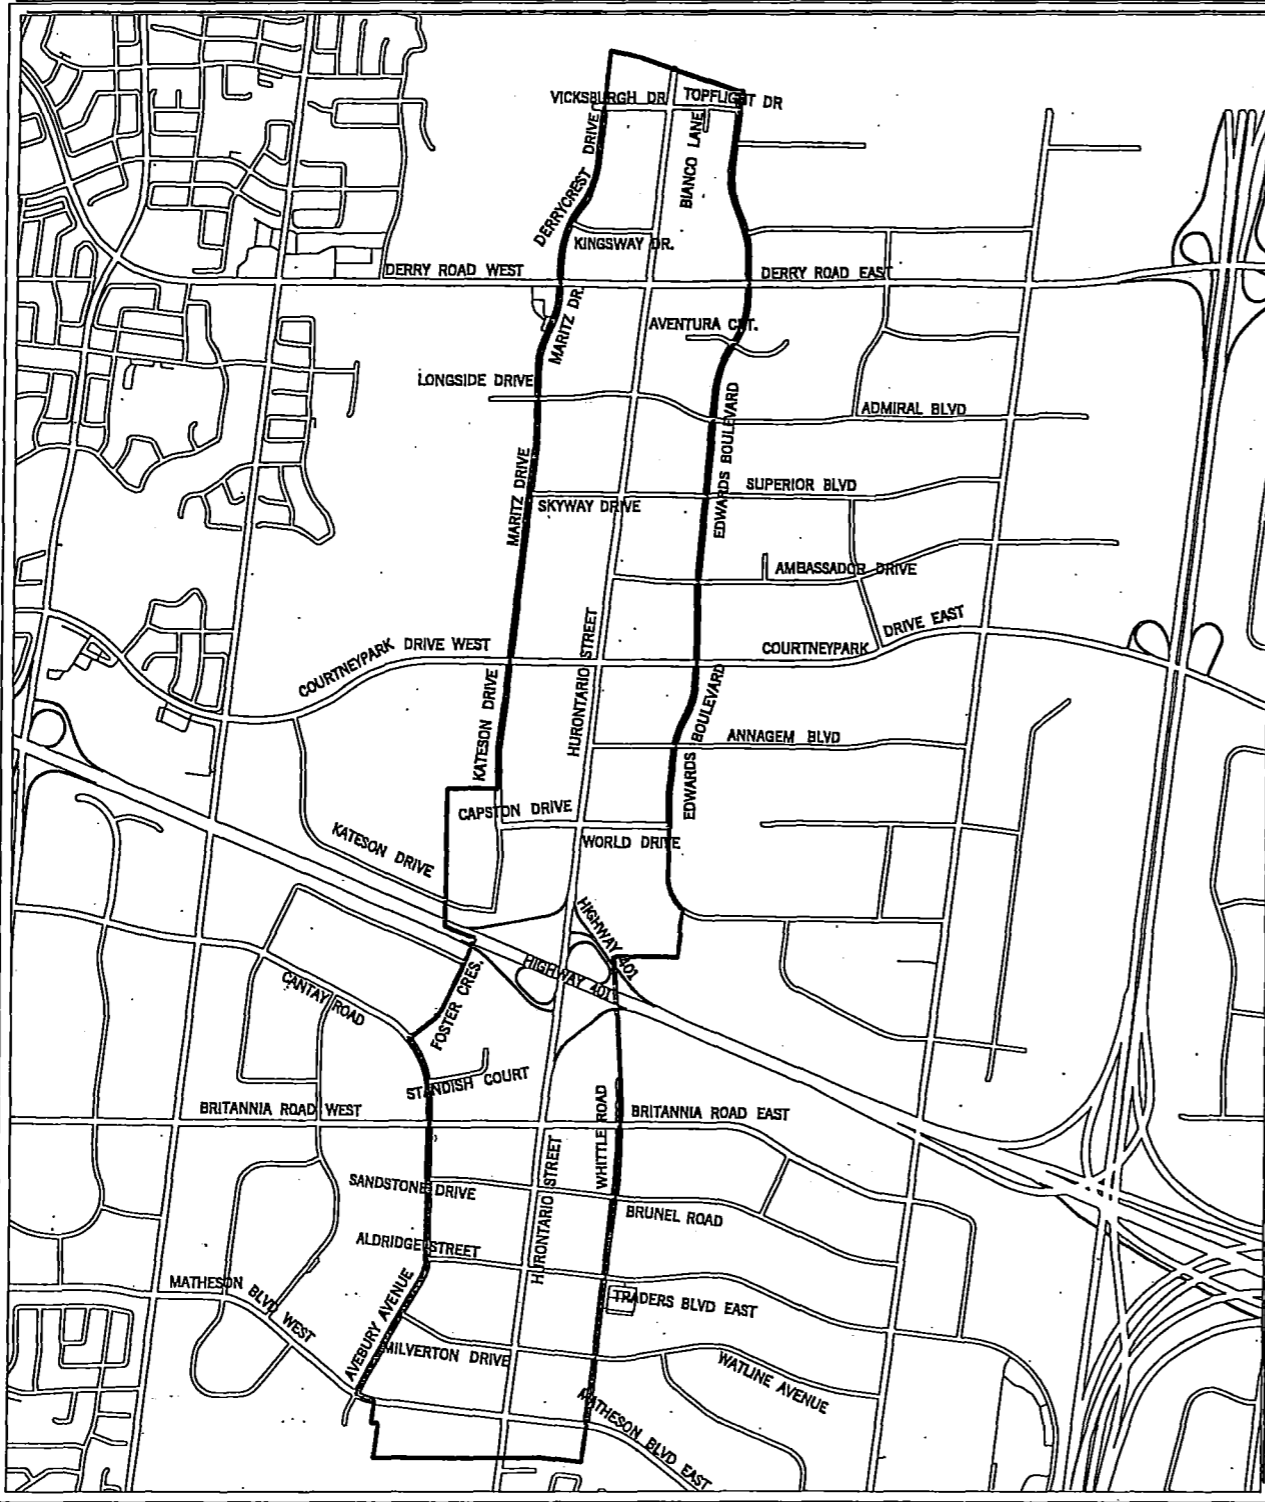 VICKSBURGH DR
TOPFLIGHT DR
DERRYCREST DRIVE
BIANCO LANE
KINGSWAY DR.
DERRY ROAD WEST
DERRY ROAD EAST
MARITZ DR.
AVENTURA CRT.
LONGSIDE DRIVE
ADMIRAL BLVD
EDWARDS BOULEVARD
MARITZ DRIVE
SUPERIOR BLVD
SKYWAY DRIVE
AMBASSADOR DRIVE
HURONTARIO STREET
COURTNEYPARK DRIVE WEST
COURTNEYPARK DRIVE EAST
KATESON DRIVE
EDWARDS BOULEVARD
ANNAGEM BLVD
CAPSTON DRIVE
WORLD DRIVE
KATESON DRIVE
HIGHWAY 401
HIGHWAY 401
CANTAY ROAD
FOSTER CRES.
STANDISH COURT
BRITANNIA ROAD WEST
BRITANNIA ROAD EAST
WHITTLE ROAD
HURONTARIO STREET
SANDSTONE DRIVE
BRUNEL ROAD
ALDRIDGE STREET
MATHESON BLVD WEST
TRADERS BLVD EAST
AVEBURY AVENUE
MILVERTON DRIVE
WATLINE AVENUE
MATHESON BLVD EAST